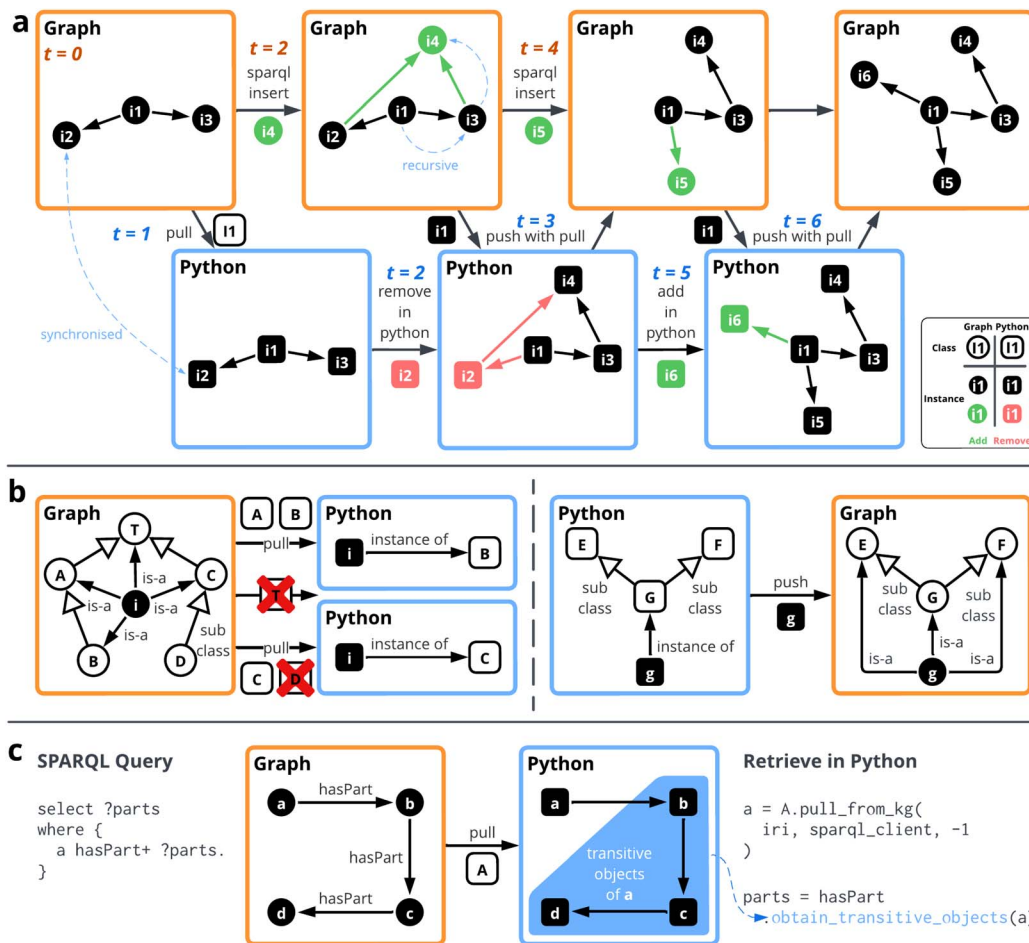 a
Graph
t = 0
i1
i2
i3
t = 2
sparql
insert
i4
Graph
i4
i1
i2
i3
recursive
t = 4
sparql
insert
i5
Graph
i4
i1
i3
i5
Graph
i4
i6
i1
i3
i5
t = 1
pull
I1
synchronised
Python
i1
i2
i3
t = 2
remove
in
python
i2
i1
t = 3
push with pull
Python
i4
i1
i2
i3
t = 5
add
in
python
i6
i1
t = 6
push with pull
Python
i4
i6
i1
i3
i5
Graph Python
Class I1 I1
Instance i1 i1
i1 i1
Add Remove
b
Graph
T
A
C
is-a
is-a
is-a
i
is-a
sub
class
B
D
A B
pull
T
pull
C D
Python
i instance of B
Python
i instance of C
Python
E F
sub
class
sub
class
G
instance of
g
push
g
Graph
E F
sub
class
sub
class
G
is-a
is-a
is-a
g
c
SPARQL Query
select ?parts
where {
a hasPart+ ?parts.
}
Graph
a hasPart b
hasPart
d hasPart c
pull
A
Python
a b
transitive
objects
of a
d c
Retrieve in Python
a = A.pull_from_kg(
iri, sparql_client, -1
)
parts = hasPart
.obtain_transitive_objects(a)